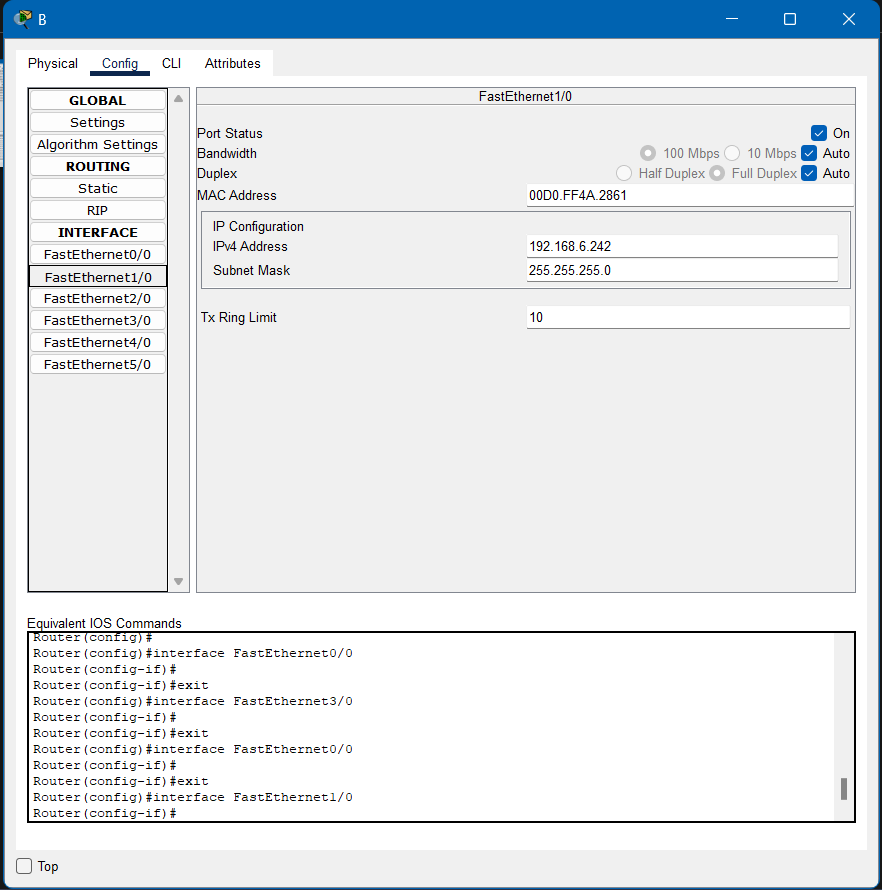 B
Physical Config CLI Attributes
GLOBAL
Settings
Algorithm Settings
ROUTING
Static
RIP
INTERFACE
FastEthernet0/0
FastEthernet1/0
FastEthernet2/0
FastEthernet3/0
FastEthernet4/0
FastEthernet5/0
FastEthernet1/0
Port Status On
Bandwidth 100 Mbps 10 Mbps Auto
Duplex Half Duplex Full Duplex Auto
MAC Address 00D0.FF4A.2861
IP Configuration
IPv4 Address 192.168.6.242
Subnet Mask 255.255.255.0
Tx Ring Limit 10
Equivalent IOS Commands
Router(config)#
Router(config)#interface FastEthernet0/0
Router(config-if)#
Router(config-if)#exit
Router(config)#interface FastEthernet3/0
Router(config-if)#
Router(config-if)#exit
Router(config)#interface FastEthernet0/0
Router(config-if)#
Router(config-if)#exit
Router(config)#interface FastEthernet1/0
Router(config-if)#
Top